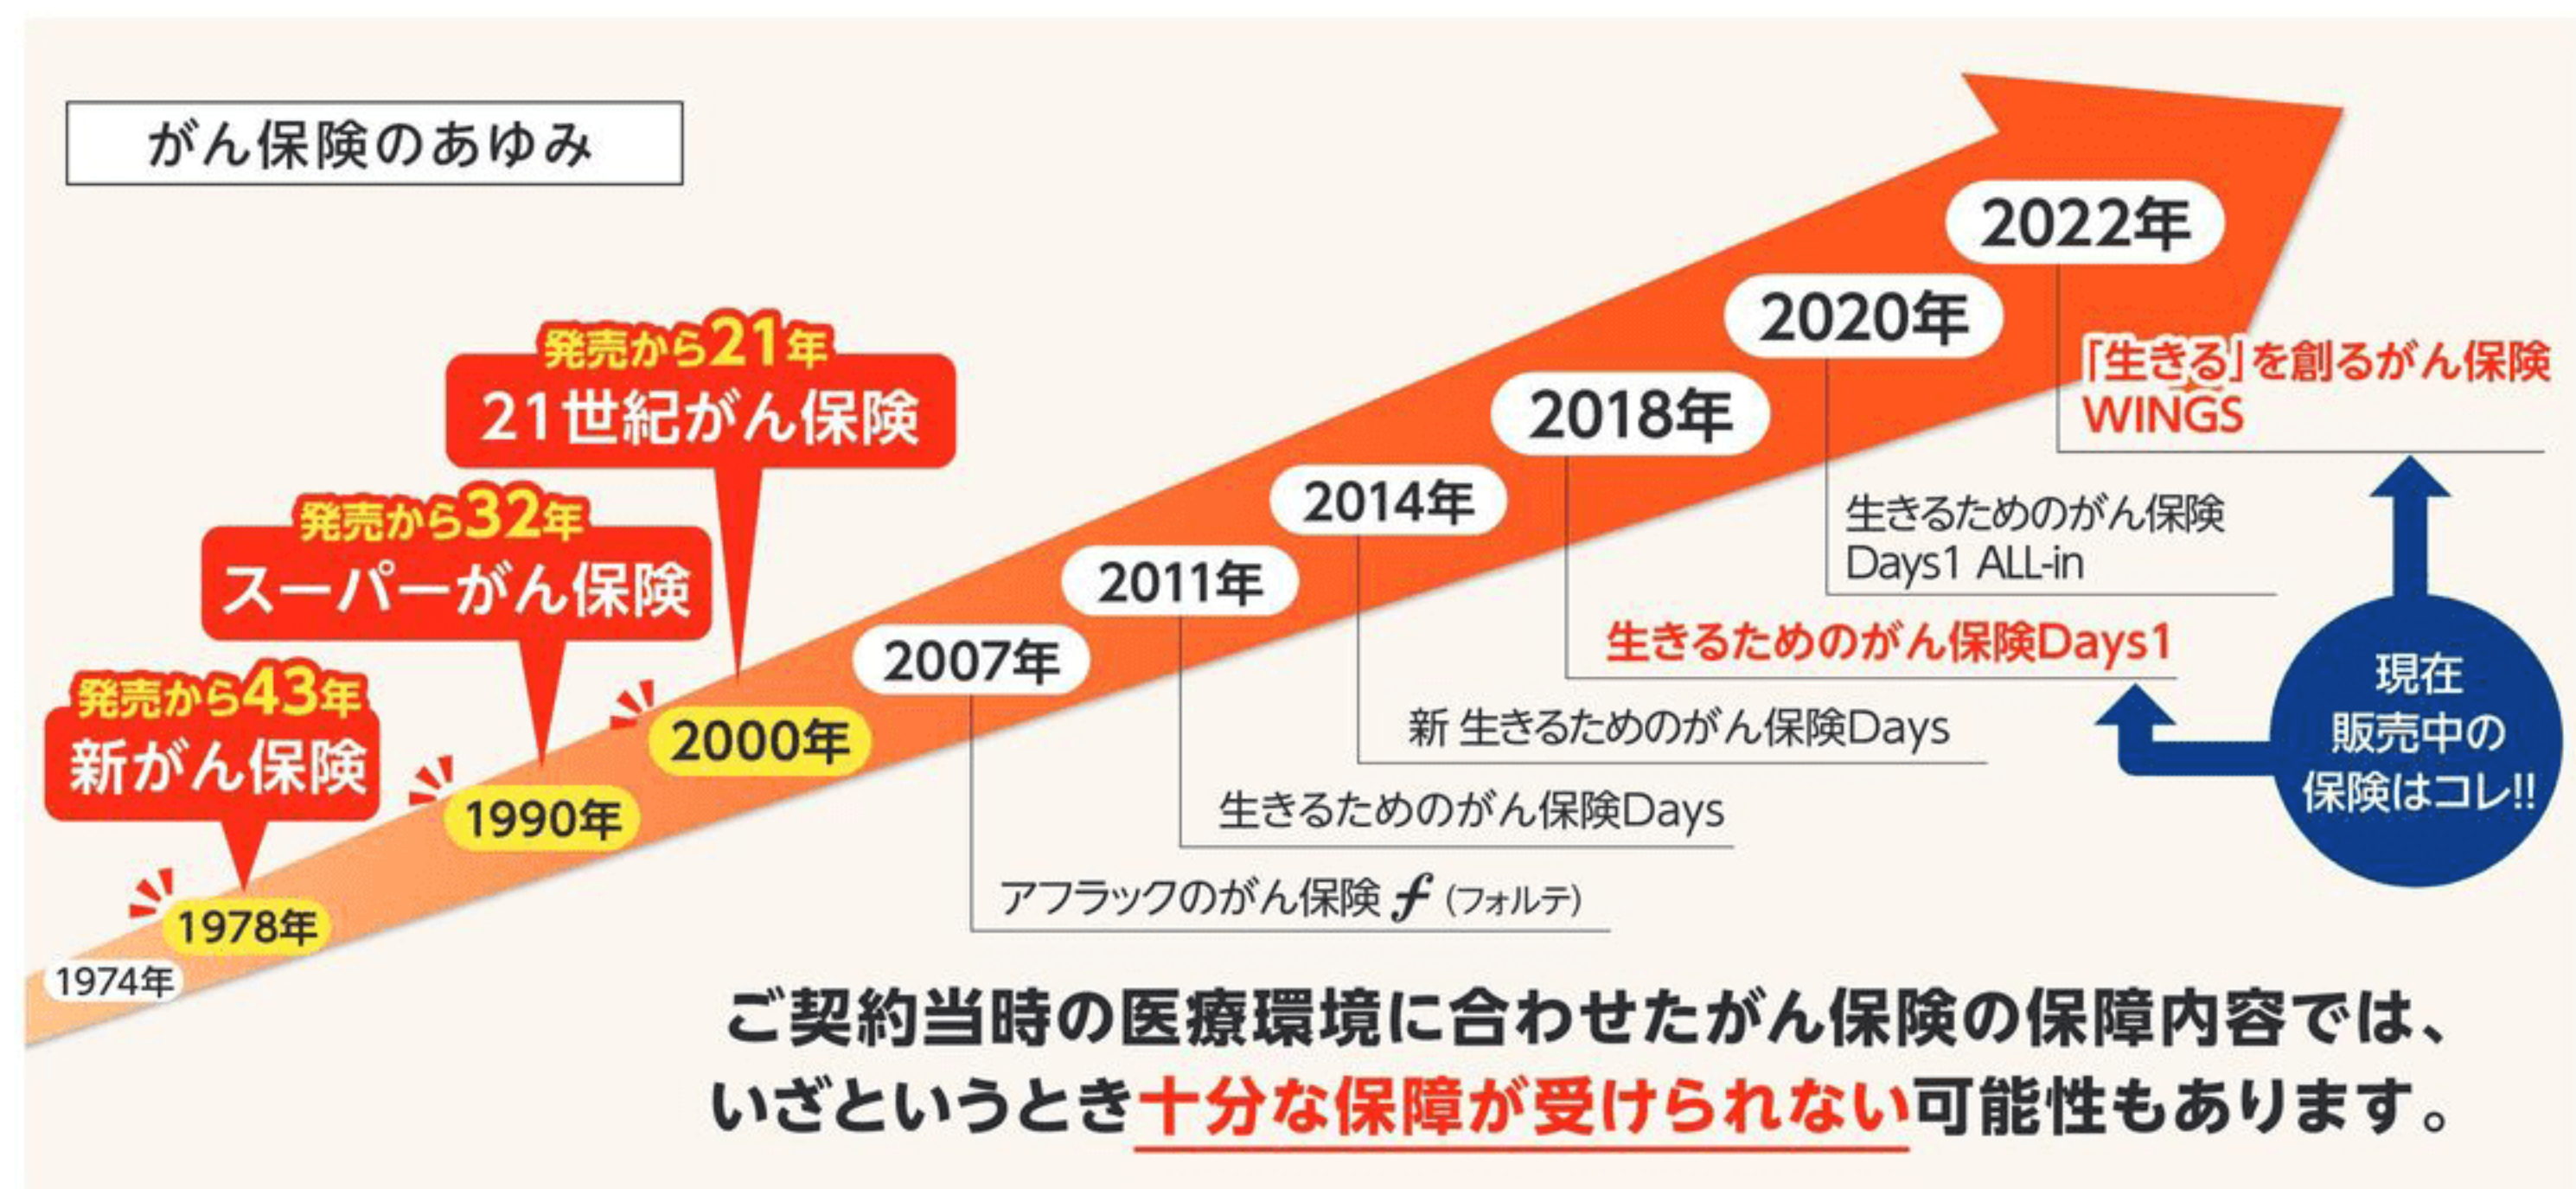 がん保険のあゆみ
1974年
発売から43年
新がん保険
1978年
発売から32年
スーパーがん保険
1990年
発売から21年
21世紀がん保険
2000年
2007年
アフラックのがん保険 f (フォルテ)
2011年
生きるためのがん保険Days
2014年
新 生きるためのがん保険Days
2018年
生きるためのがん保険Days1
2020年
生きるためのがん保険
Days1 ALL-in
2022年
「生きる」を創るがん保険
WINGS
現在
販売中の
保険はコレ!!
ご契約当時の医療環境に合わせたがん保険の保障内容では、
いざというとき十分な保障が受けられない可能性もあります。